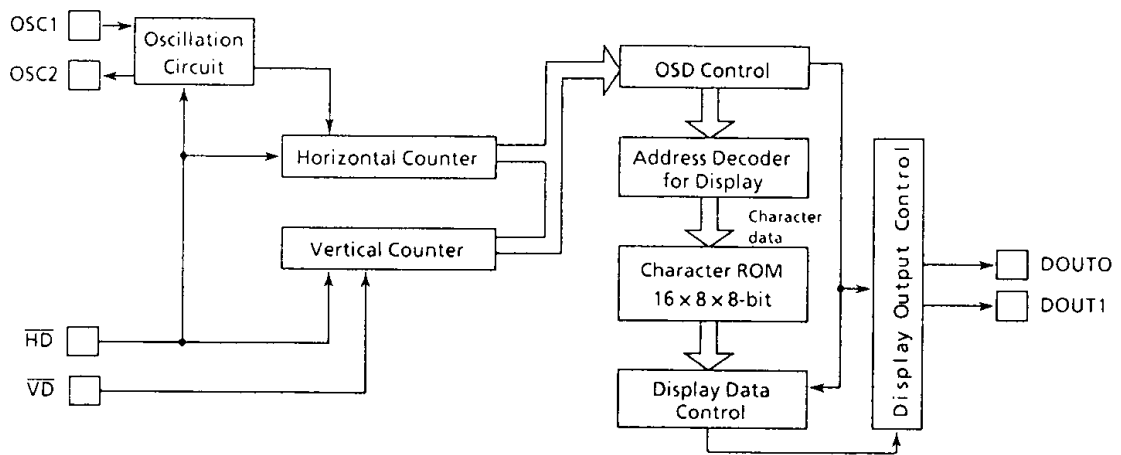 OSC1
OSC2
Oscillation
Circuit
Horizontal Counter
Vertical Counter
HD
VD
OSD Control
Address Decoder
for Display
Character
data
Character ROM
16 × 8 × 8-bit
Display Data
Control
Display Output Control
DOUT0
DOUT1